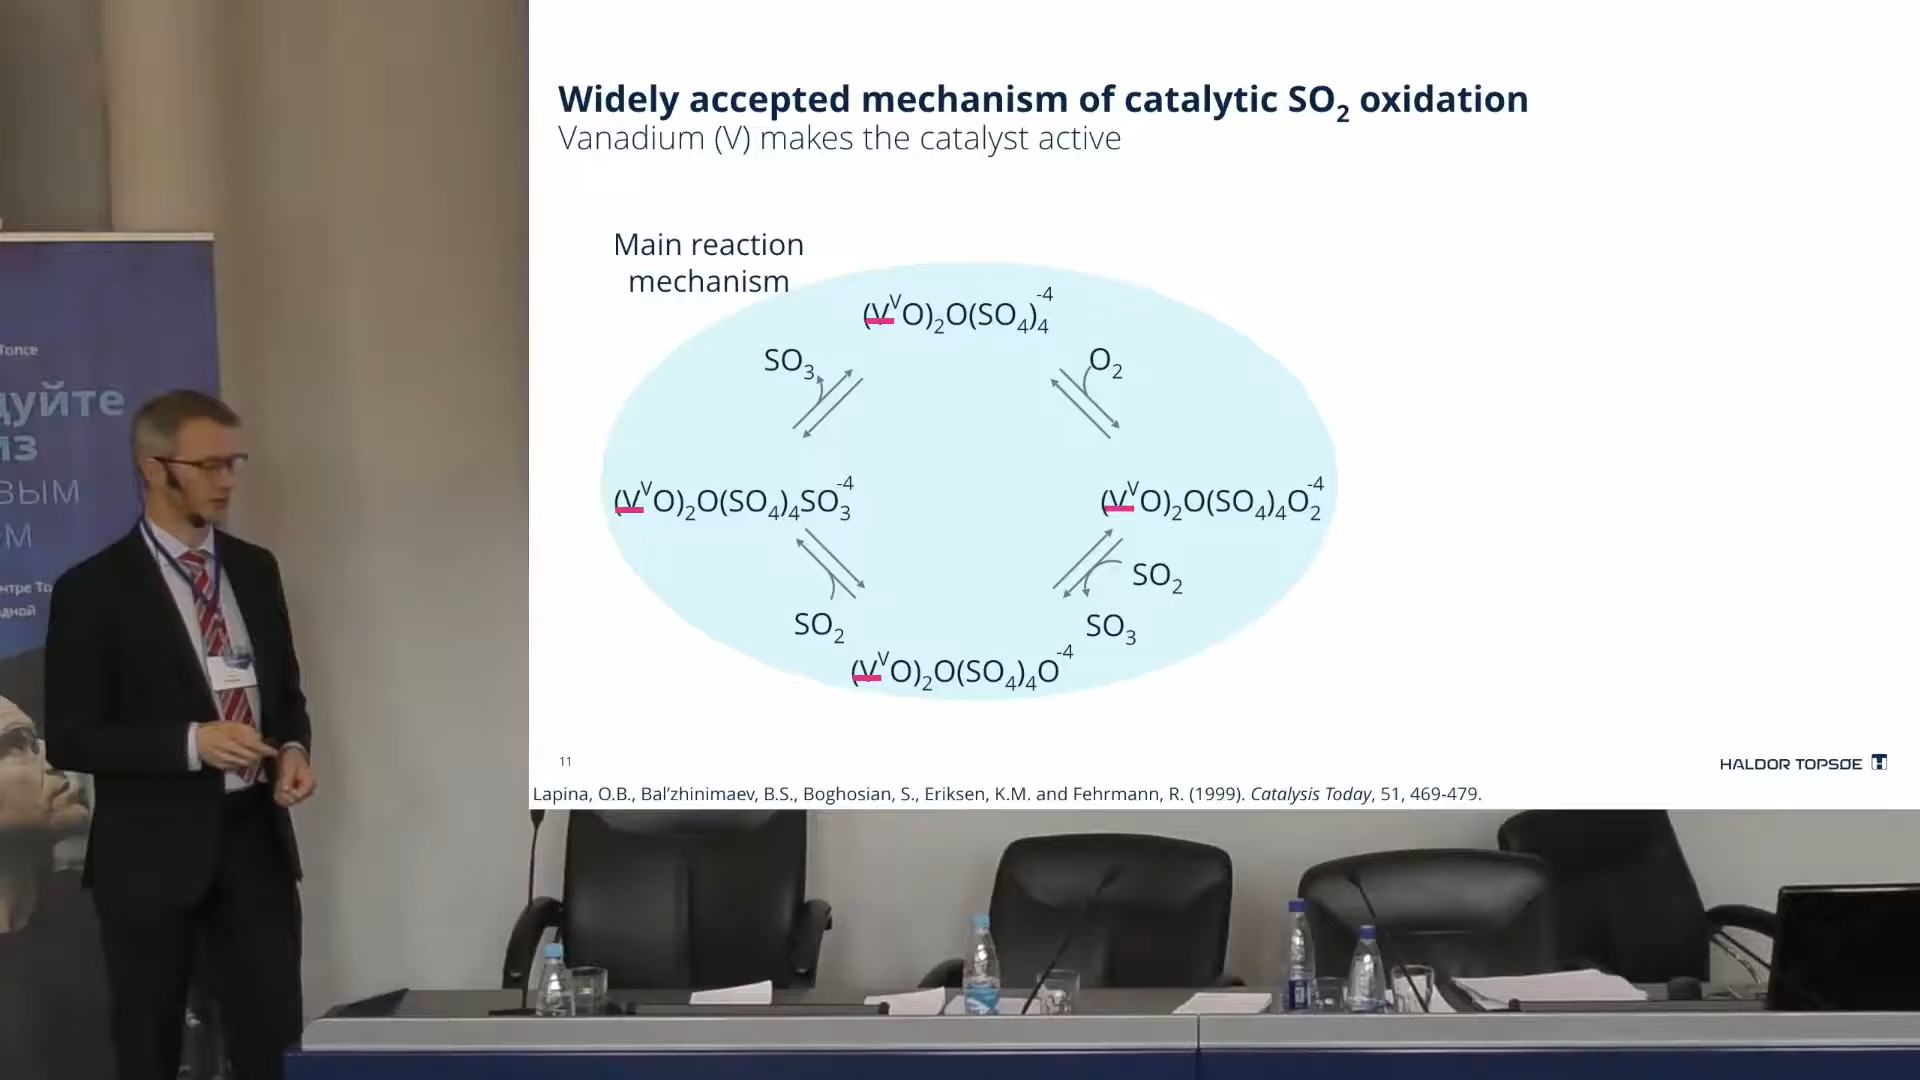 Widely accepted mechanism of catalytic SO₂ oxidation
Vanadium (V) makes the catalyst active
Main reaction
mechanism
(VⱽO)₂O(SO₄)₄⁻⁴
SO₃
O₂
(VⱽO)₂O(SO₄)₄SO₃⁻⁴
(VⱽO)₂O(SO₄)₄O₂⁻⁴
SO₂
SO₂
SO₃
(VⱽO)₂O(SO₄)₄O⁻⁴
11
HALDOR TOPSØE
Lapina, O.B., Bal’zhinimaev, B.S., Boghosian, S., Eriksen, K.M. and Fehrmann, R. (1999). Catalysis Today, 51, 469-479.